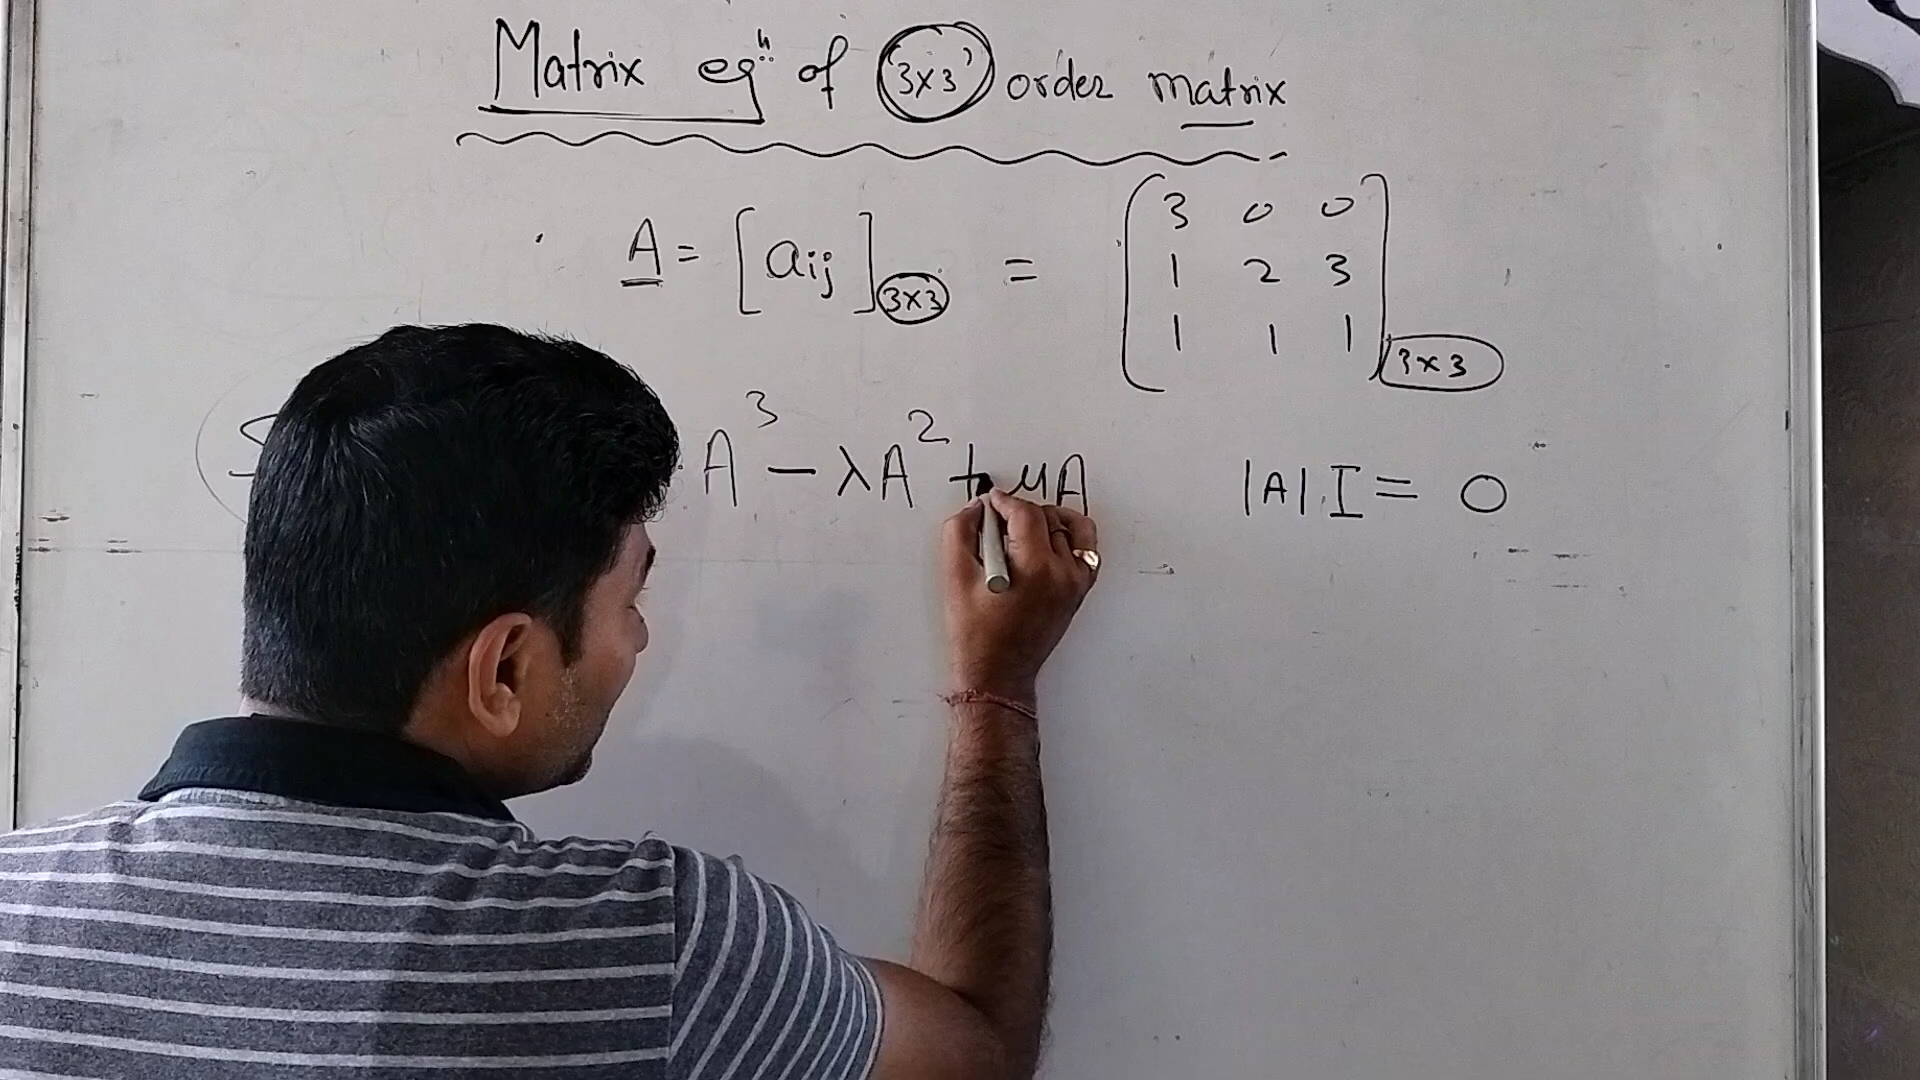 Matrix eqⁿ of (3x3) order matrix
A = [aij]3x3 = [3 0 0
1 2 3
1 1 1]3x3
S
A³ - λA² + μA |A|.I = 0